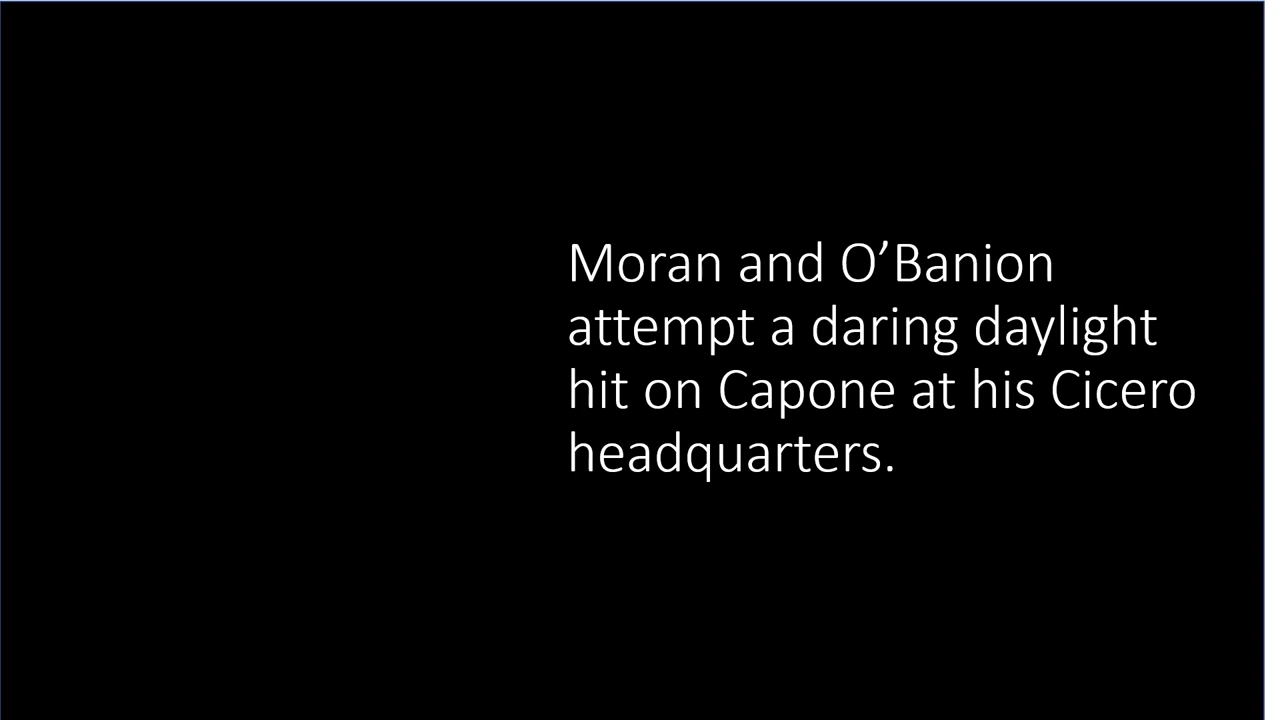 Moran and O’Banion
attempt a daring daylight
hit on Capone at his Cicero
headquarters.